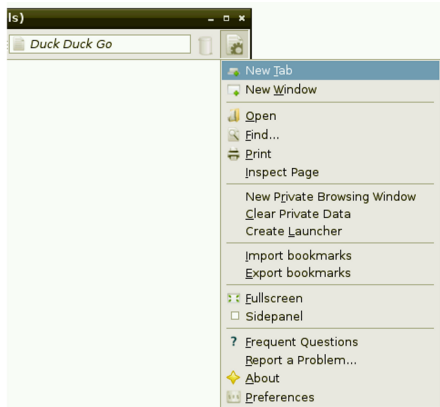 ls)
Duck Duck Go
New Tab
New Window
Open
Find...
Print
Inspect Page
New Private Browsing Window
Clear Private Data
Create Launcher
Import bookmarks
Export bookmarks
Fullscreen
Sidepanel
? Frequent Questions
Report a Problem...
About
Preferences